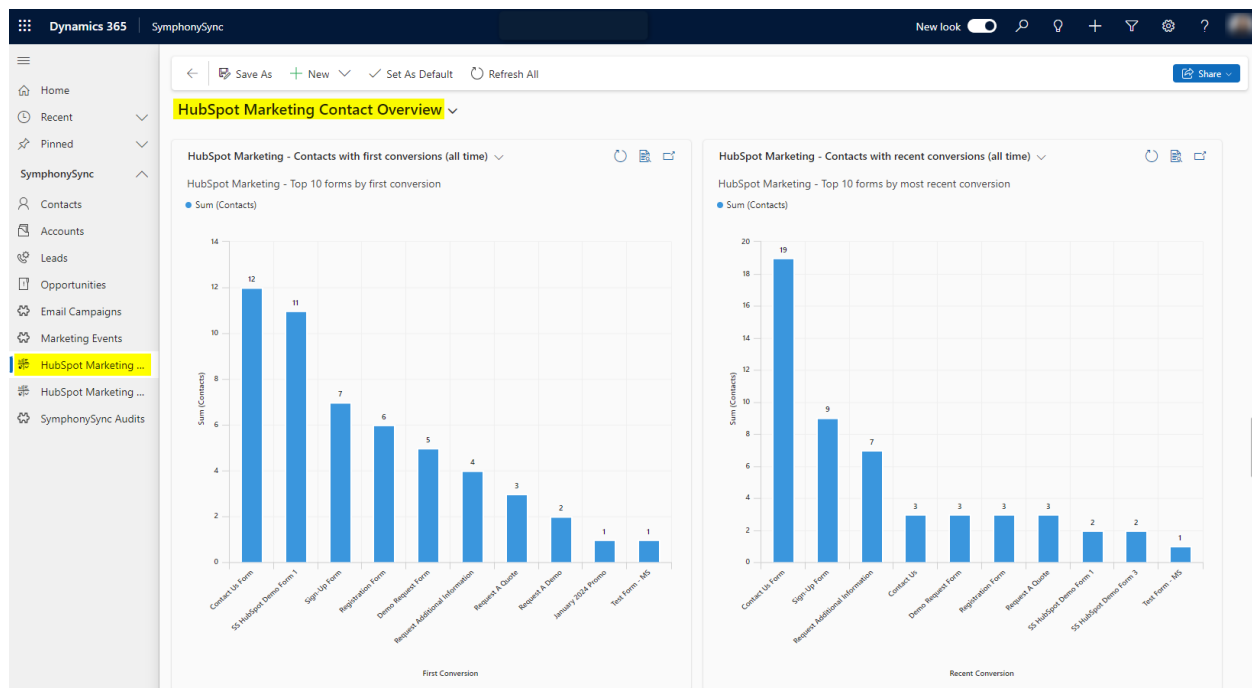 Dynamics 365 SymphonySync New look
Home
Recent
Pinned
SymphonySync
Contacts
Accounts
Leads
Opportunities
Email Campaigns
Marketing Events
HubSpot Marketing ...
HubSpot Marketing ...
SymphonySync Audits
Save As New Set As Default Refresh All Share
HubSpot Marketing Contact Overview
HubSpot Marketing - Contacts with first conversions (all time)
HubSpot Marketing - Top 10 forms by first conversion
Sum (Contacts)
14
12
10
8
6
4
2
0
Sum (Contacts)
12
11
7
6
5
4
3
2
1
1
Contact Us Form
SS HubSpot Demo Form 1
Sign-Up Form
Registration Form
Demo Request Form
Request Additional Information
Request A Quote
Request A Demo
January 2024 Promo
Test Form - MS
First Conversion
HubSpot Marketing - Contacts with recent conversions (all time)
HubSpot Marketing - Top 10 forms by most recent conversion
Sum (Contacts)
20
18
16
14
12
10
8
6
4
2
0
Sum (Contacts)
19
9
7
3
3
3
3
2
2
1
Contact Us Form
Sign-Up Form
Request Additional Information
Contact Us
Demo Request Form
Registration Form
Request A Quote
SS HubSpot Demo Form 1
SS HubSpot Demo Form 3
Test Form - MS
Recent Conversion